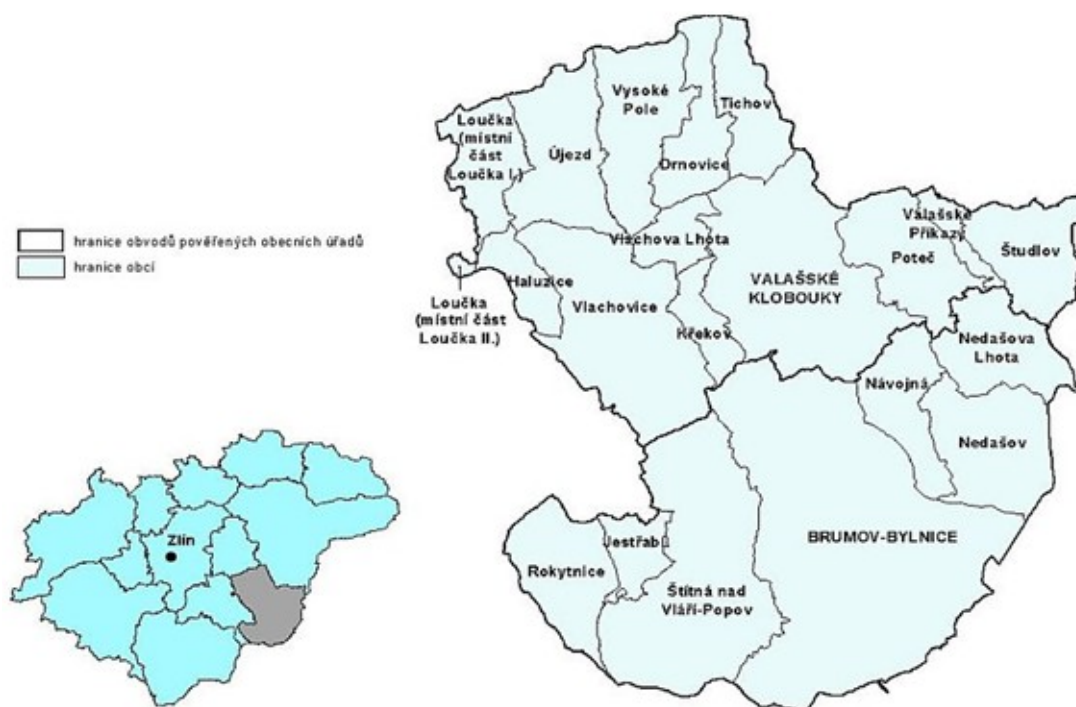 Vysoké
Pole
Tichov
Loučka
(místní
část
Loučka I.)
Újezd
Drnovice
hranice obvodů pověřených obecních úřadů
hranice obcí
Vlachova Lhota
Valašské
Příkazy
Študlov
Poteč
VALAŠSKÉ
KLOBOUKY
Haluzice
Vlachovice
Loučka
(místní část
Loučka II.)
Křekov
Nedašova
Lhota
Návojná
Nedašov
Zlín
BRUMOV-BYLNICE
Jestřabí
Rokytnice
Štítná nad
Vláří-Popov